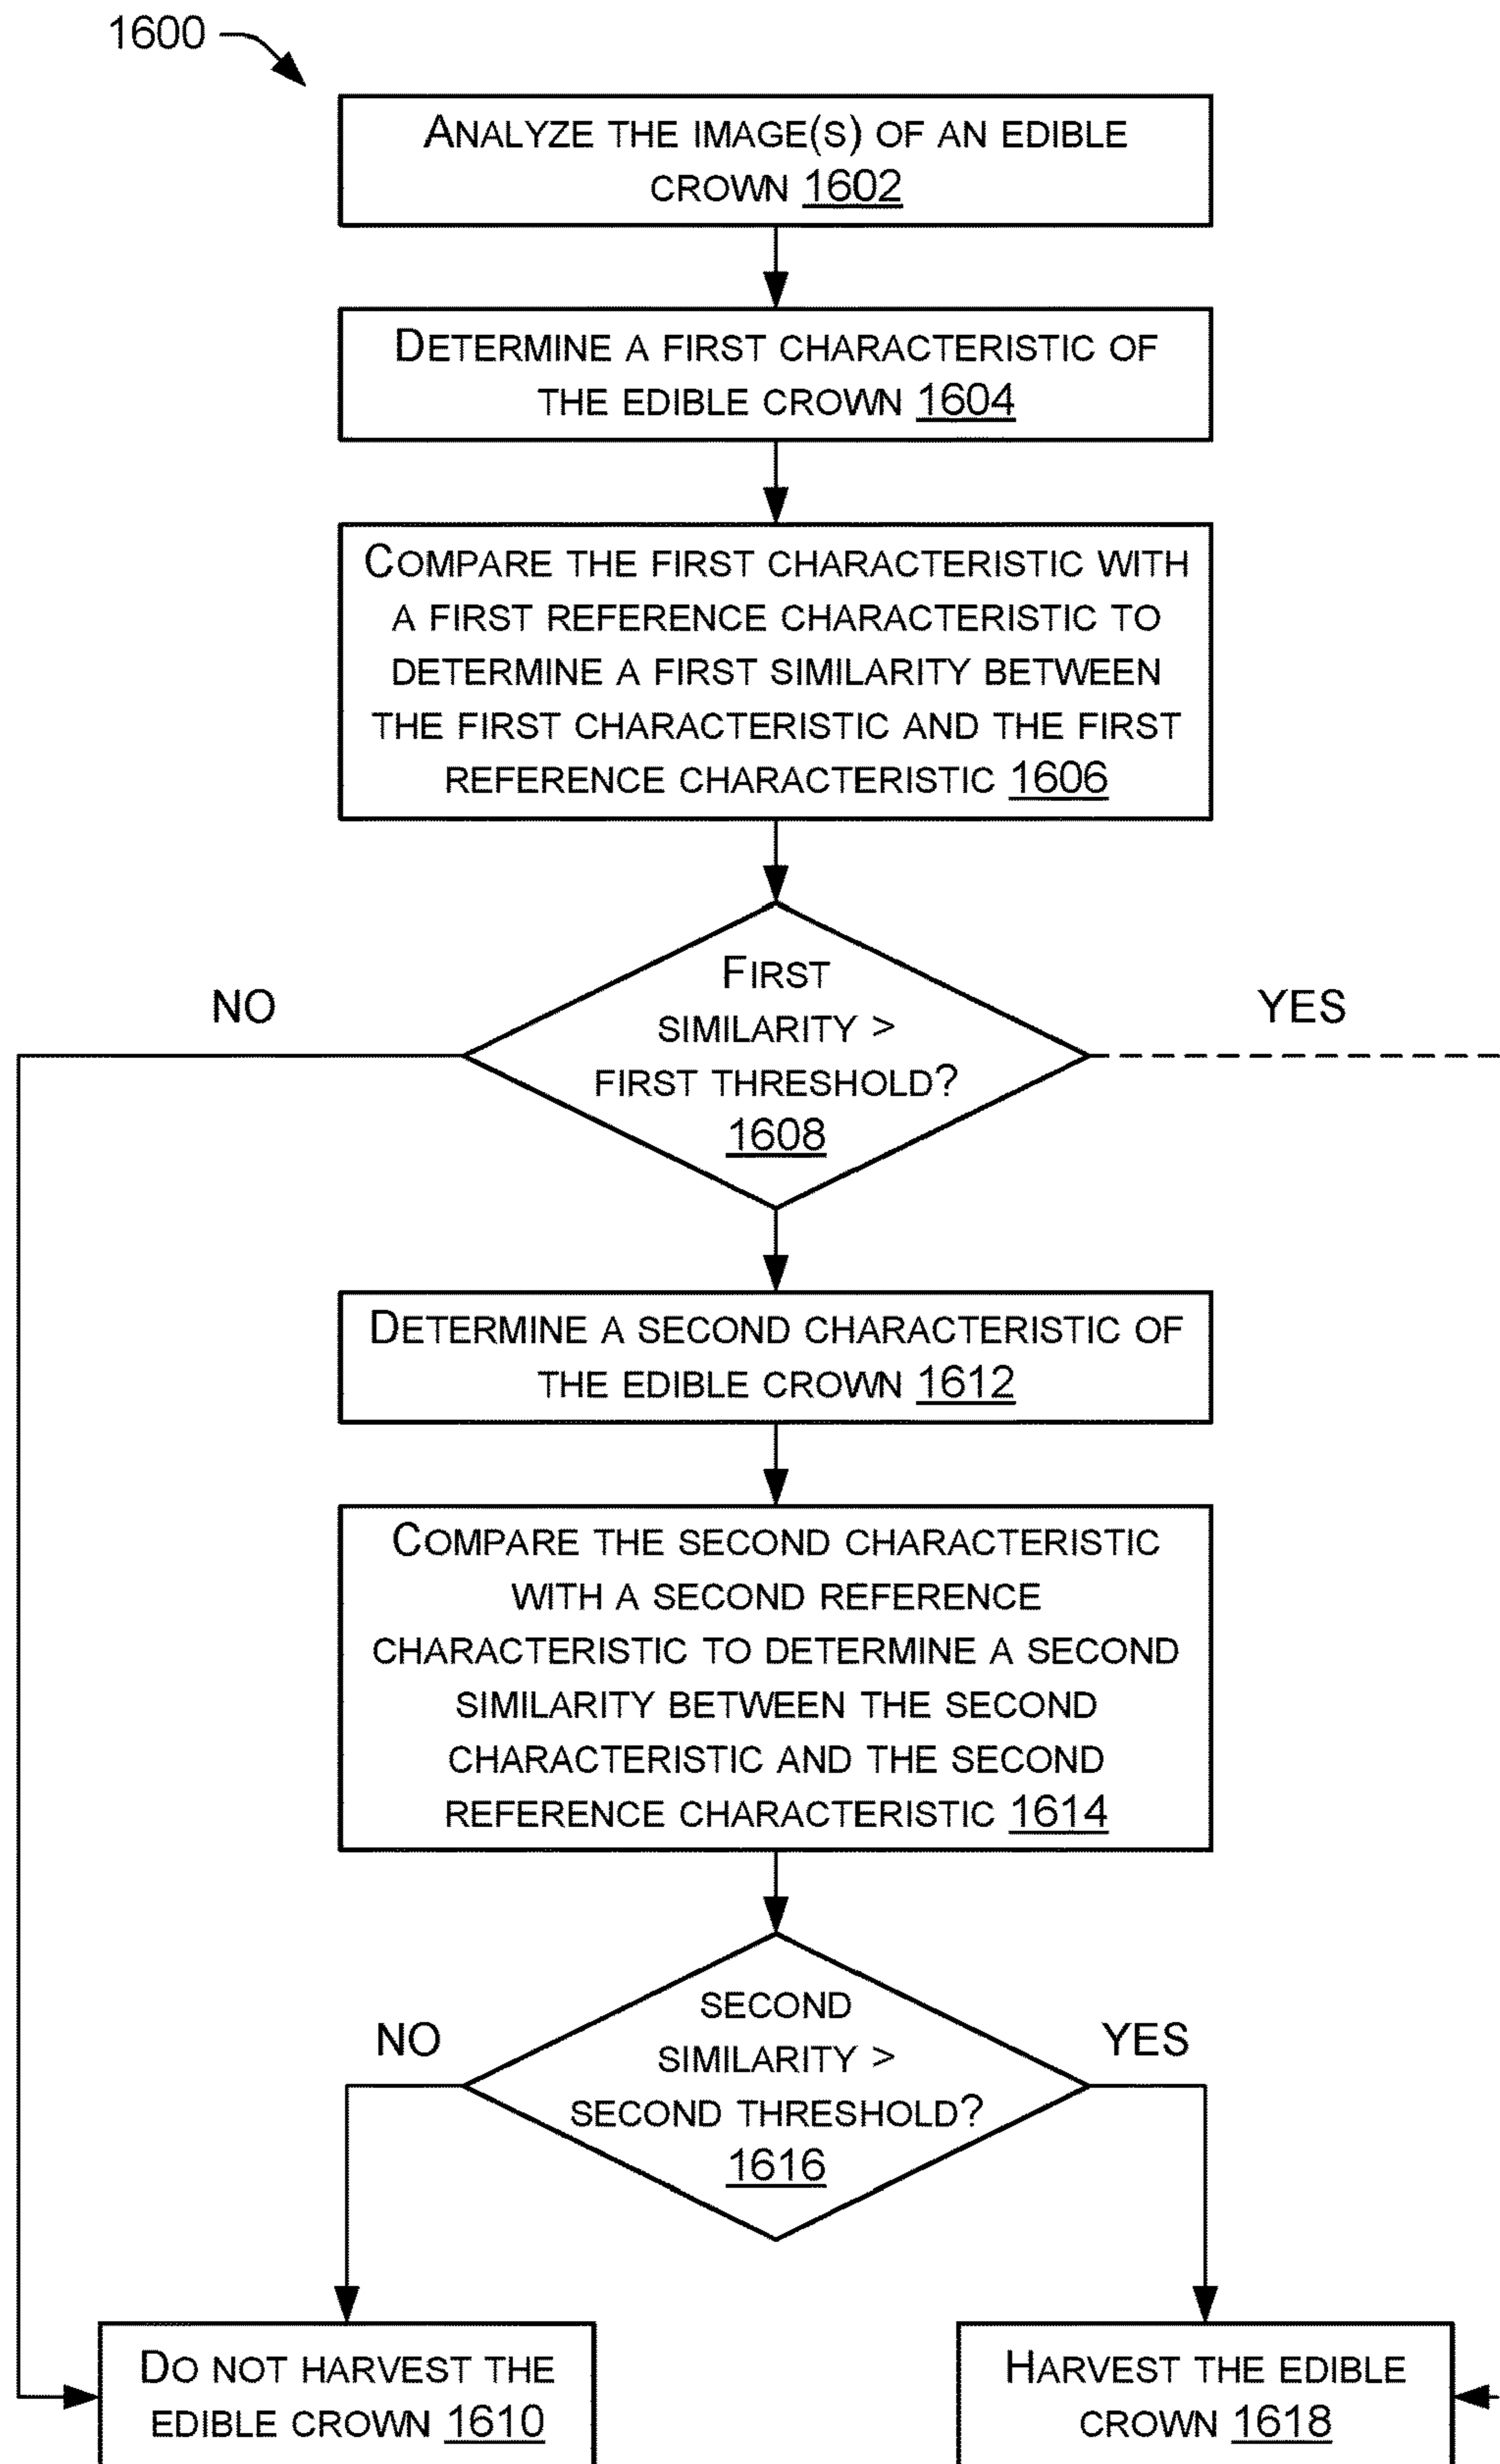 1600
ANALYZE THE IMAGE(S) OF AN EDIBLE
CROWN 1602
DETERMINE A FIRST CHARACTERISTIC OF
THE EDIBLE CROWN 1604
COMPARE THE FIRST CHARACTERISTIC WITH
A FIRST REFERENCE CHARACTERISTIC TO
DETERMINE A FIRST SIMILARITY BETWEEN
THE FIRST CHARACTERISTIC AND THE FIRST
REFERENCE CHARACTERISTIC 1606
NO
YES
FIRST
SIMILARITY >
FIRST THRESHOLD?
1608
DETERMINE A SECOND CHARACTERISTIC OF
THE EDIBLE CROWN 1612
COMPARE THE SECOND CHARACTERISTIC
WITH A SECOND REFERENCE
CHARACTERISTIC TO DETERMINE A SECOND
SIMILARITY BETWEEN THE SECOND
CHARACTERISTIC AND THE SECOND
REFERENCE CHARACTERISTIC 1614
NO
YES
SECOND
SIMILARITY >
SECOND THRESHOLD?
1616
DO NOT HARVEST THE
EDIBLE CROWN 1610
HARVEST THE EDIBLE
CROWN 1618